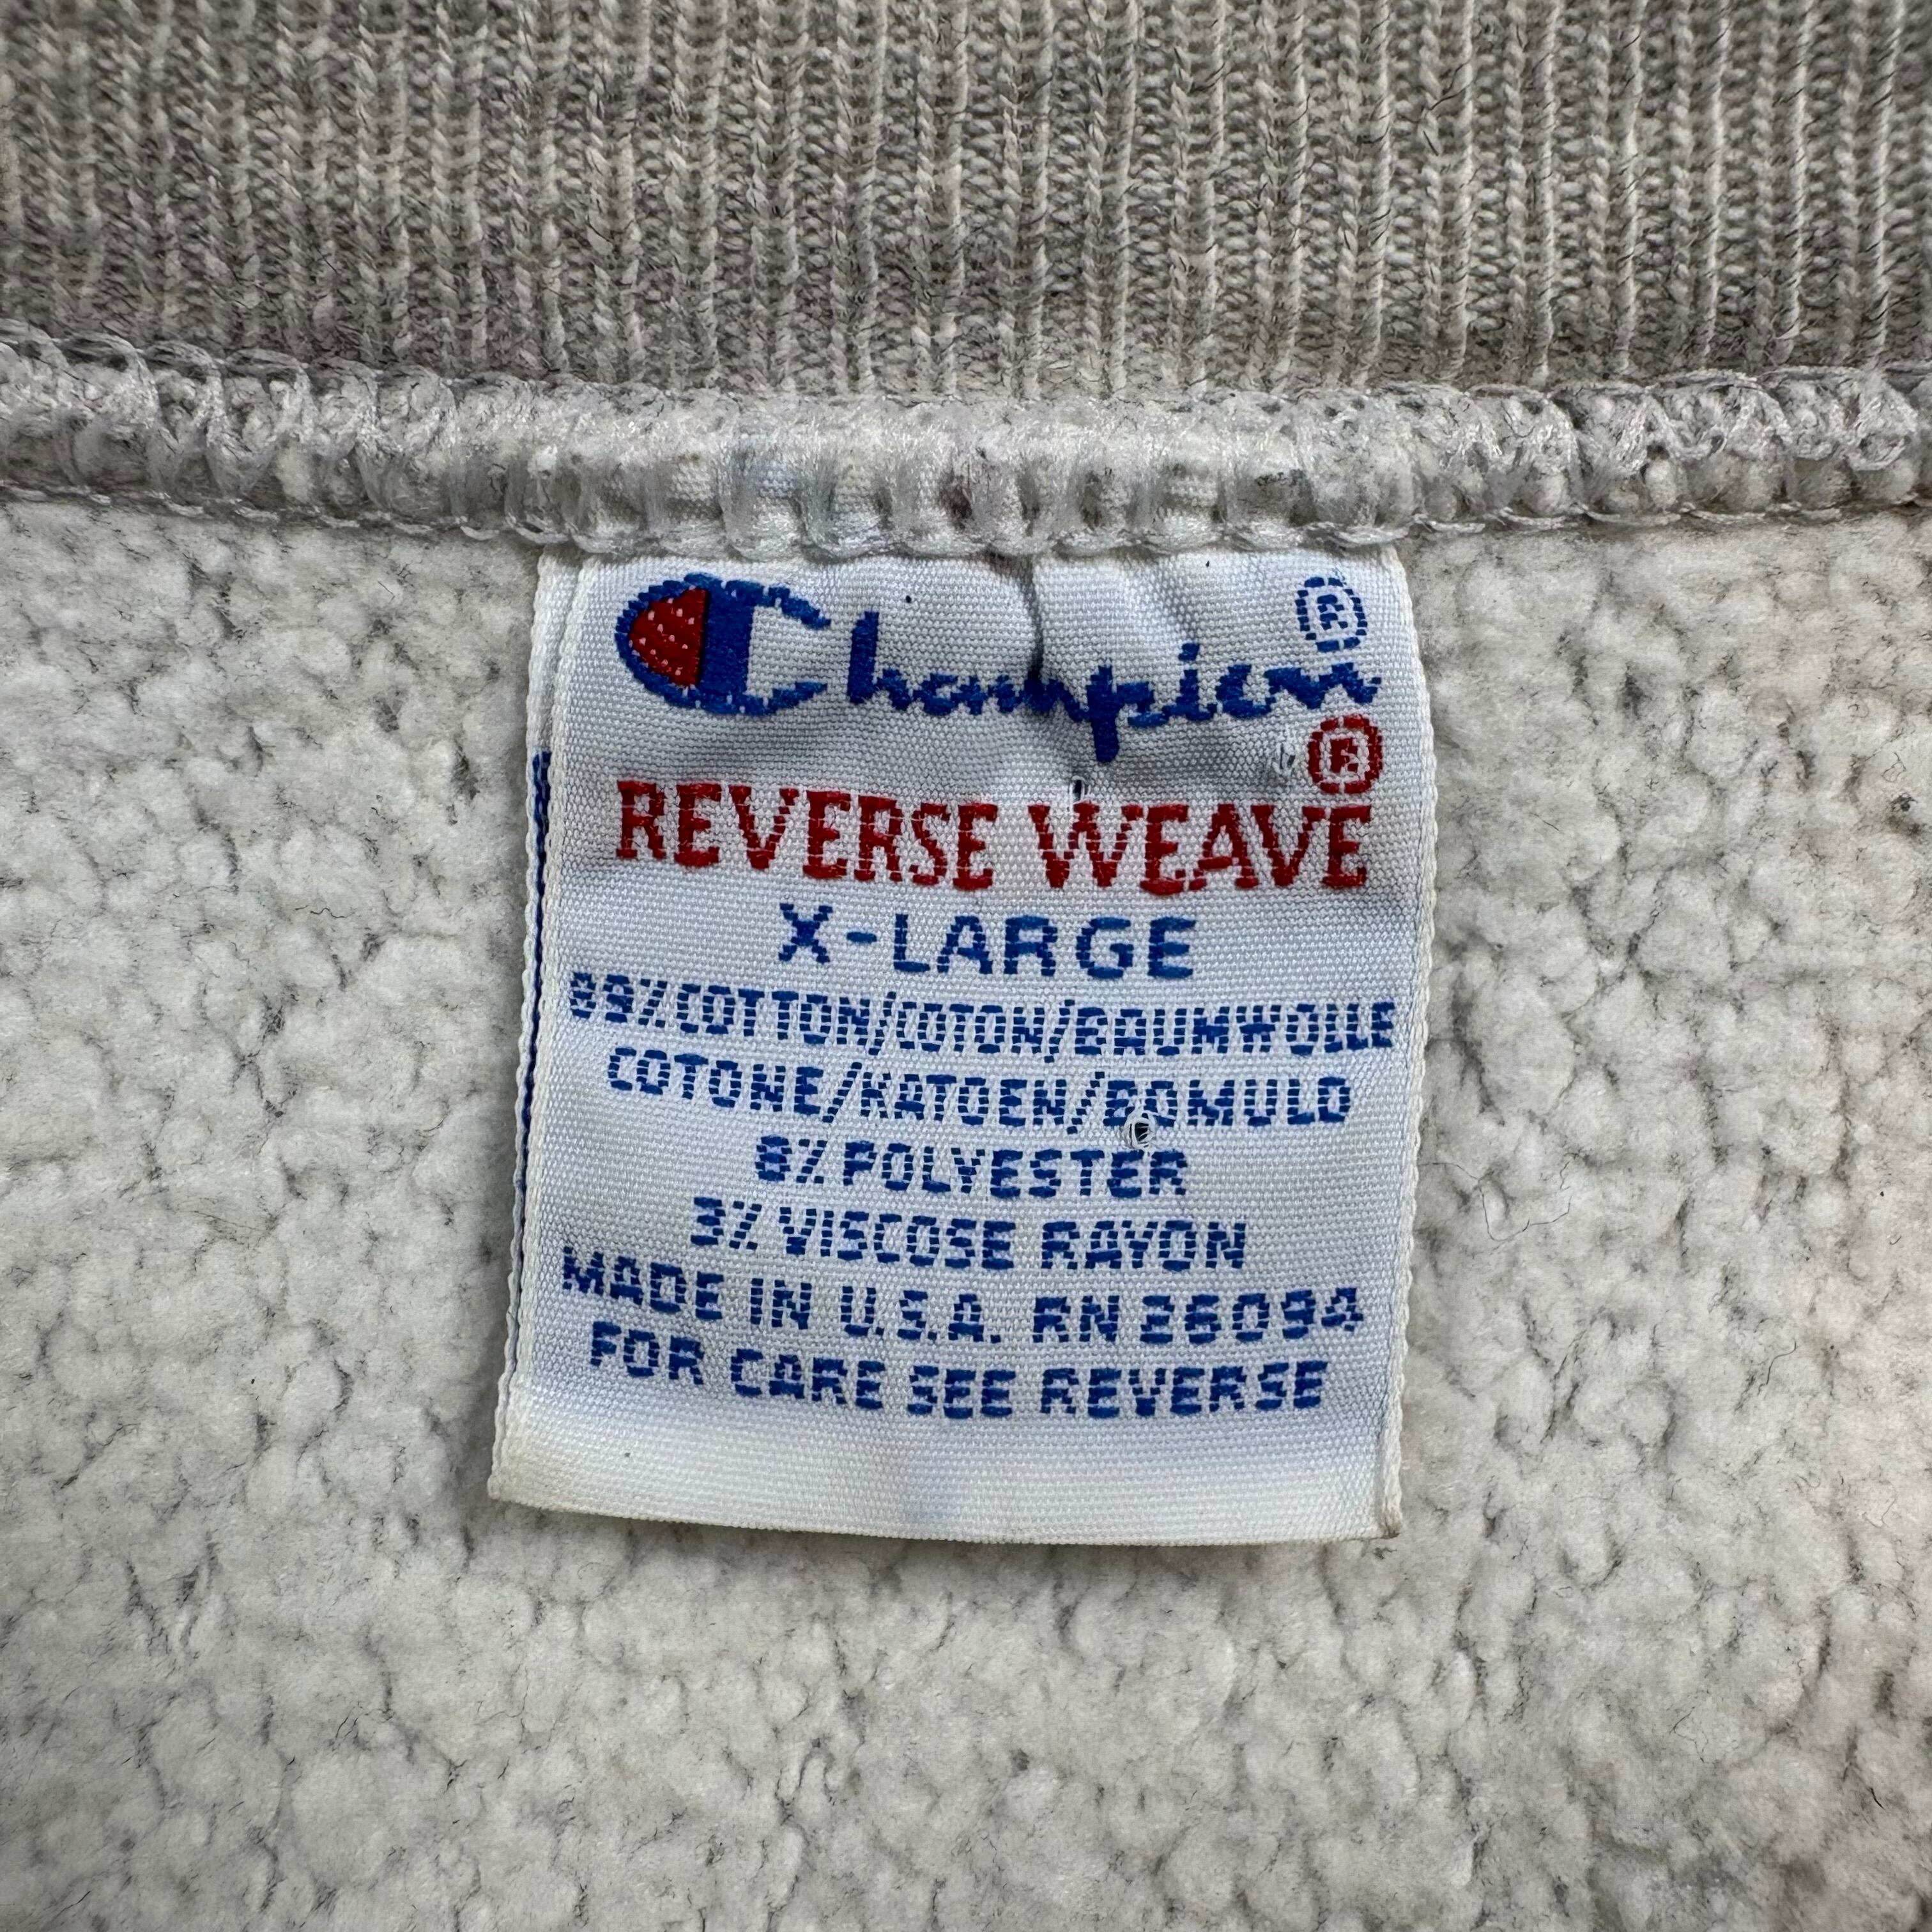 Champion®
REVERSE WEAVE®
X-LARGE
89% COTTON/COTON/BAUMWOLLE
COTONE/KATOEN/BOMULD
8% POLYESTER
3% VISCOSE RAYON
MADE IN U.S.A. RN 26094
FOR CARE SEE REVERSE